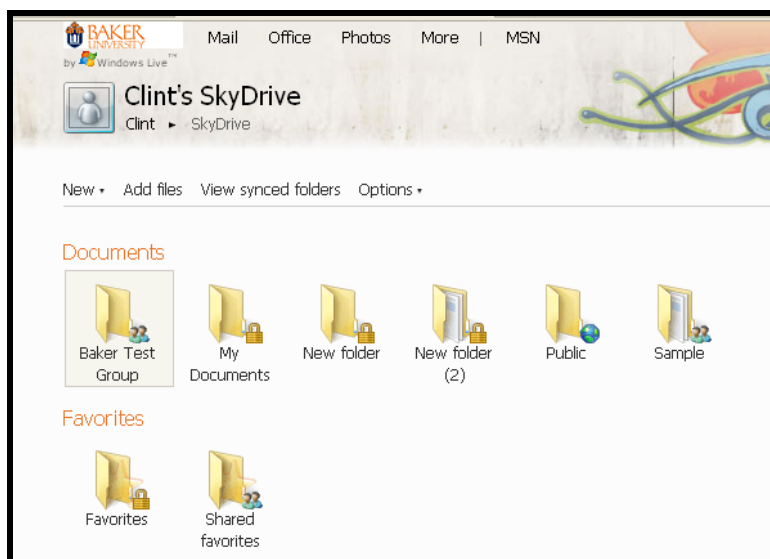 BAKER
UNIVERSITY
by Windows Live™
Mail Office Photos More | MSN
Clint's SkyDrive
Clint ► SkyDrive
New ▾ Add files View synced folders Options ▾
Documents
Baker Test
Group
My
Documents
New folder
New folder
(2)
Public
Sample
Favorites
Favorites
Shared
favorites